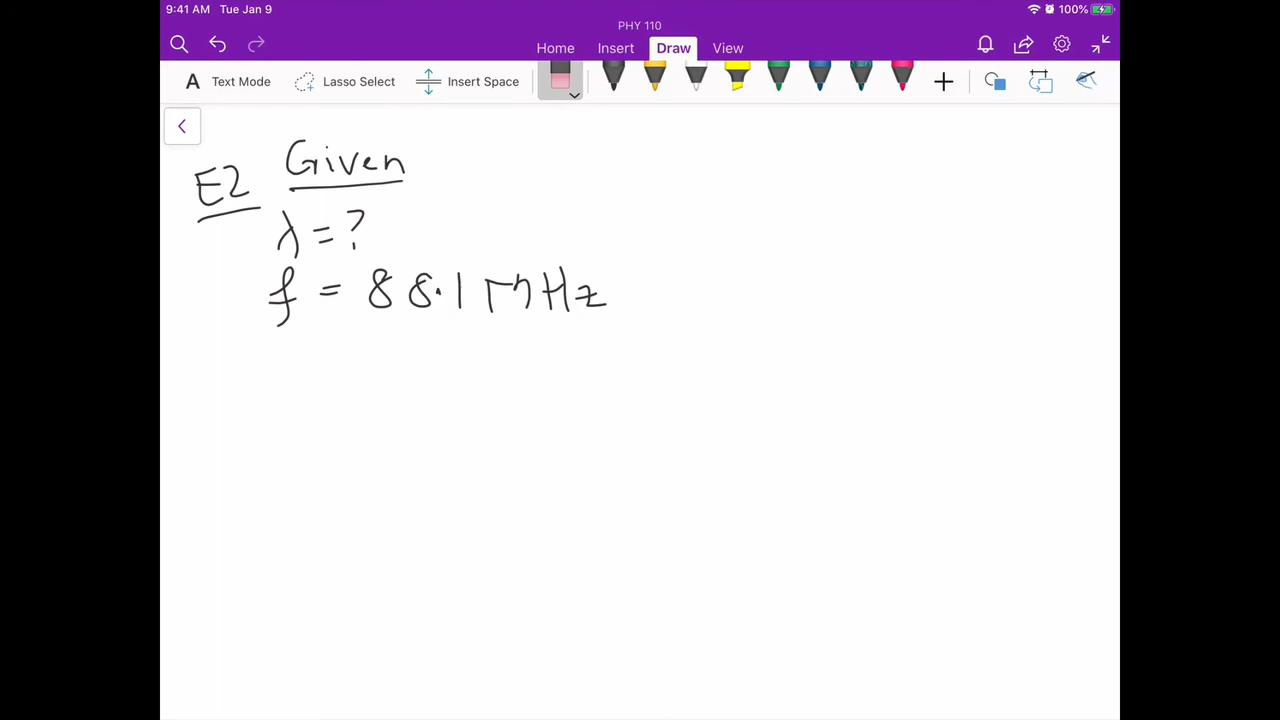 9:41 AM Tue Jan 9
100%
PHY 110
Home Insert Draw View
A Text Mode Lasso Select Insert Space
E2 Given
λ = ?
f = 88.1 MHz